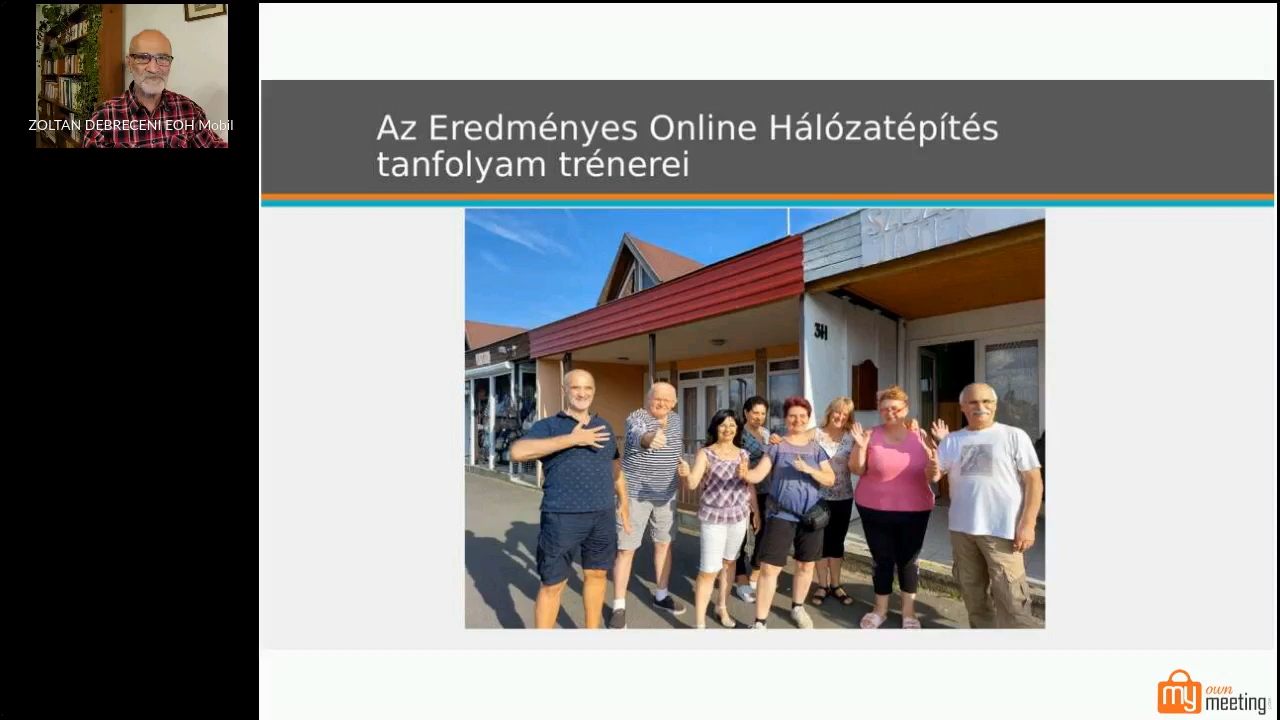 ZOLTAN DEBRECENI EOH Mobil
Az Eredményes Online Hálózatépítés
tanfolyam trénerei
3H
my own
meeting